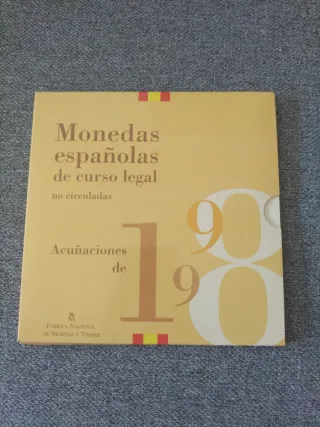 Monedas
españolas
de curso legal
no circuladas
Acuñaciones
de
1998
FÁBRICA NACIONAL
DE MONEDA Y TIMBRE